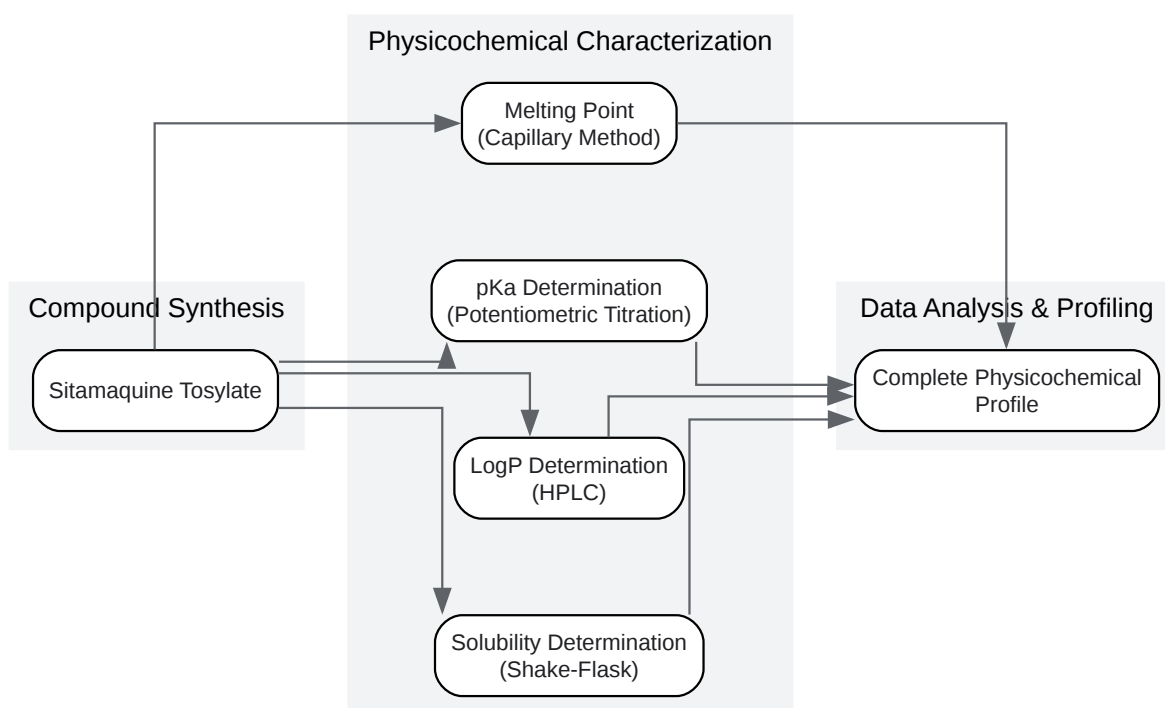 Physicochemical Characterization
Melting Point
(Capillary Method)
Compound Synthesis
Sitamaquine Tosylate
pKa Determination
(Potentiometric Titration)
LogP Determination
(HPLC)
Solubility Determination
(Shake-Flask)
Data Analysis & Profiling
Complete Physicochemical
Profile